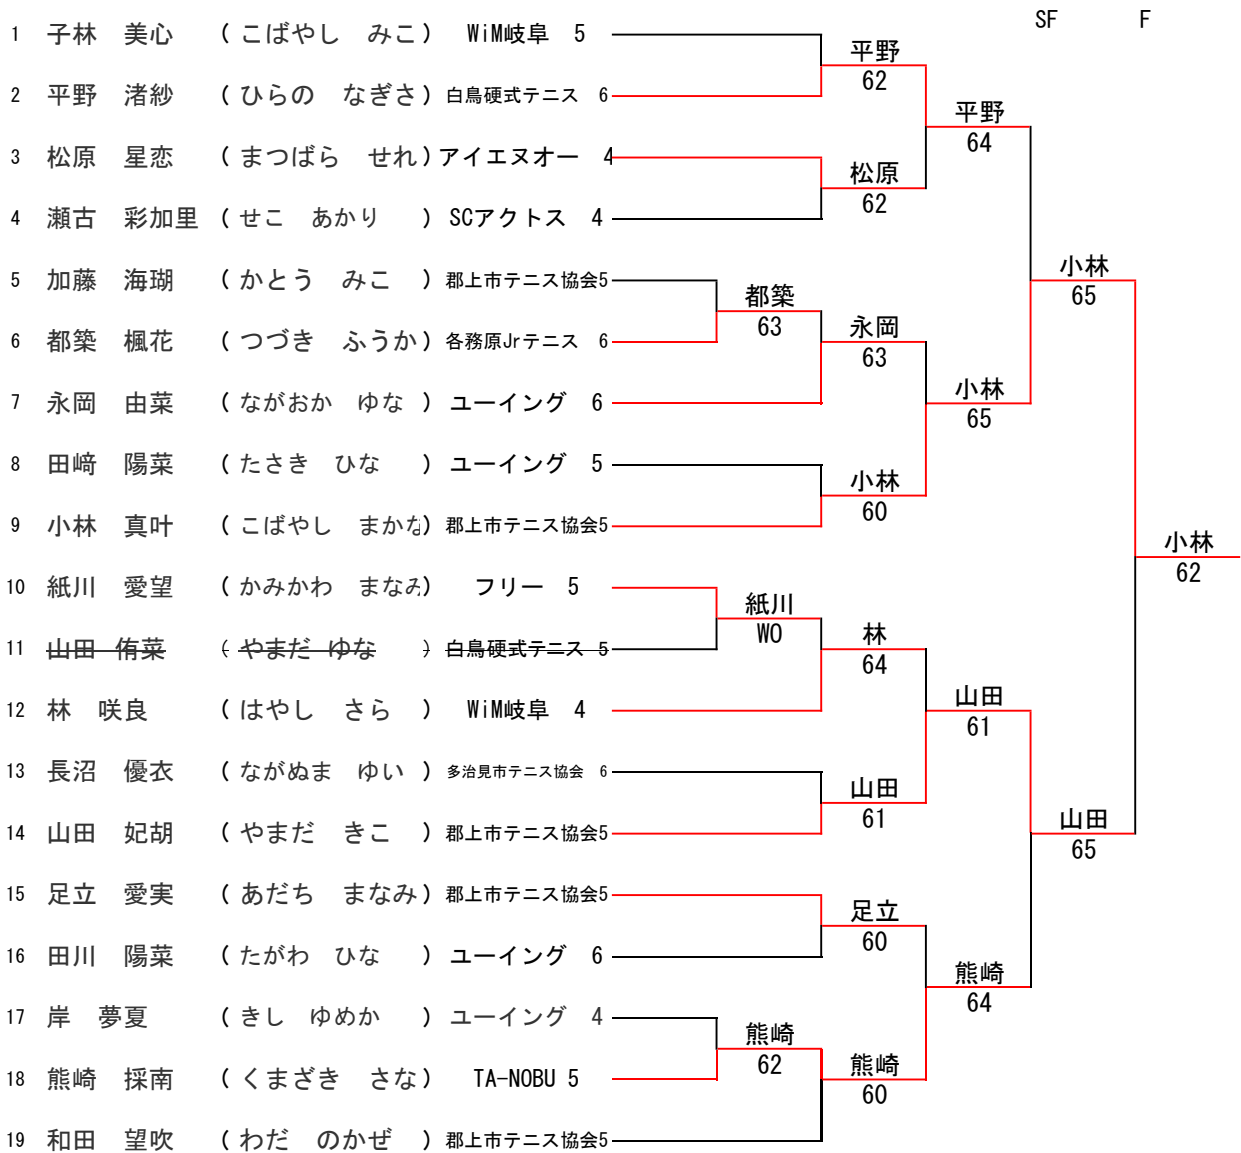 SF F
1 子林 美心 ( こばやし みこ ) WiM岐阜 5
平野
62
2 平野 渚紗 ( ひらの なぎさ ) 白鳥硬式テニス 6
平野
64
3 松原 星恋 ( まつばら せれ ) アイエヌオー 4
松原
62
4 瀬古 彩加里 ( せこ あかり ) SCアクトス 4
小林
65
5 加藤 海瑚 ( かとう みこ ) 郡上市テニス協会5
都築
63
6 都築 楓花 ( つづき ふうか ) 各務原Jrテニス 6
永岡
63
7 永岡 由菜 ( ながおか ゆな ) ユーイング 6
小林
65
8 田﨑 陽菜 ( たさき ひな ) ユーイング 5
小林
60
9 小林 真叶 ( こばやし まかな 郡上市テニス協会5
小林
62
10 紙川 愛望 ( かみかわ まなみ) フリー 5
紙川
WO
11 山田 侑菜 ( やまだ ゆな ) 白鳥硬式テニス 5
林
64
12 林 咲良 ( はやし さら ) WiM岐阜 4
山田
61
13 長沼 優衣 ( ながぬま ゆい ) 多治見市テニス協会 6
山田
61
14 山田 妃胡 ( やまだ きこ ) 郡上市テニス協会5
山田
65
15 足立 愛実 ( あだち まなみ ) 郡上市テニス協会5
足立
60
16 田川 陽菜 ( たがわ ひな ) ユーイング 6
熊崎
64
17 岸 夢夏 ( きし ゆめか ) ユーイング 4
熊崎
62
18 熊崎 採南 ( くまざき さな ) TA-NOBU 5
熊崎
60
19 和田 望吹 ( わだ のかぜ ) 郡上市テニス協会5